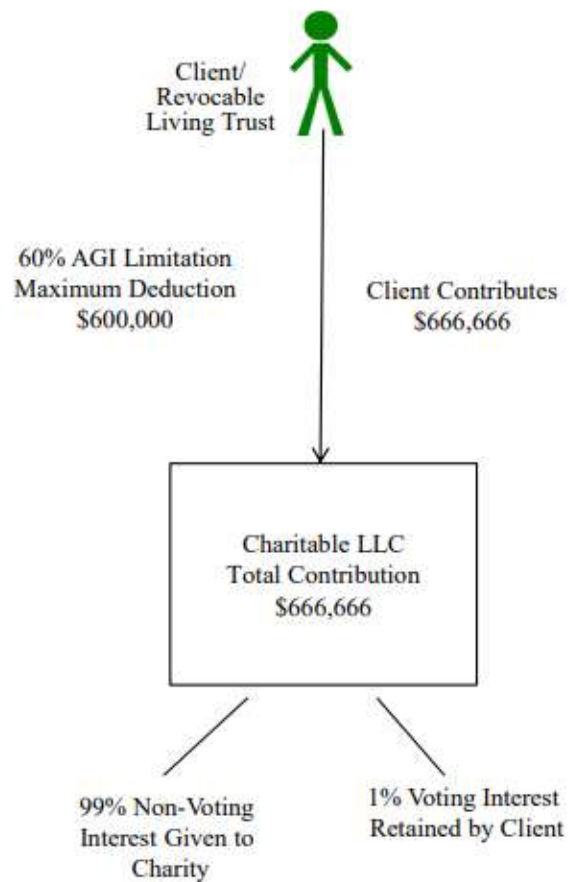 Client/
Revocable
Living Trust
60% AGI Limitation
Maximum Deduction
$600,000
Client Contributes
$666,666
Charitable LLC
Total Contribution
$666,666
99% Non-Voting
Interest Given to
Charity
1% Voting Interest
Retained by Client